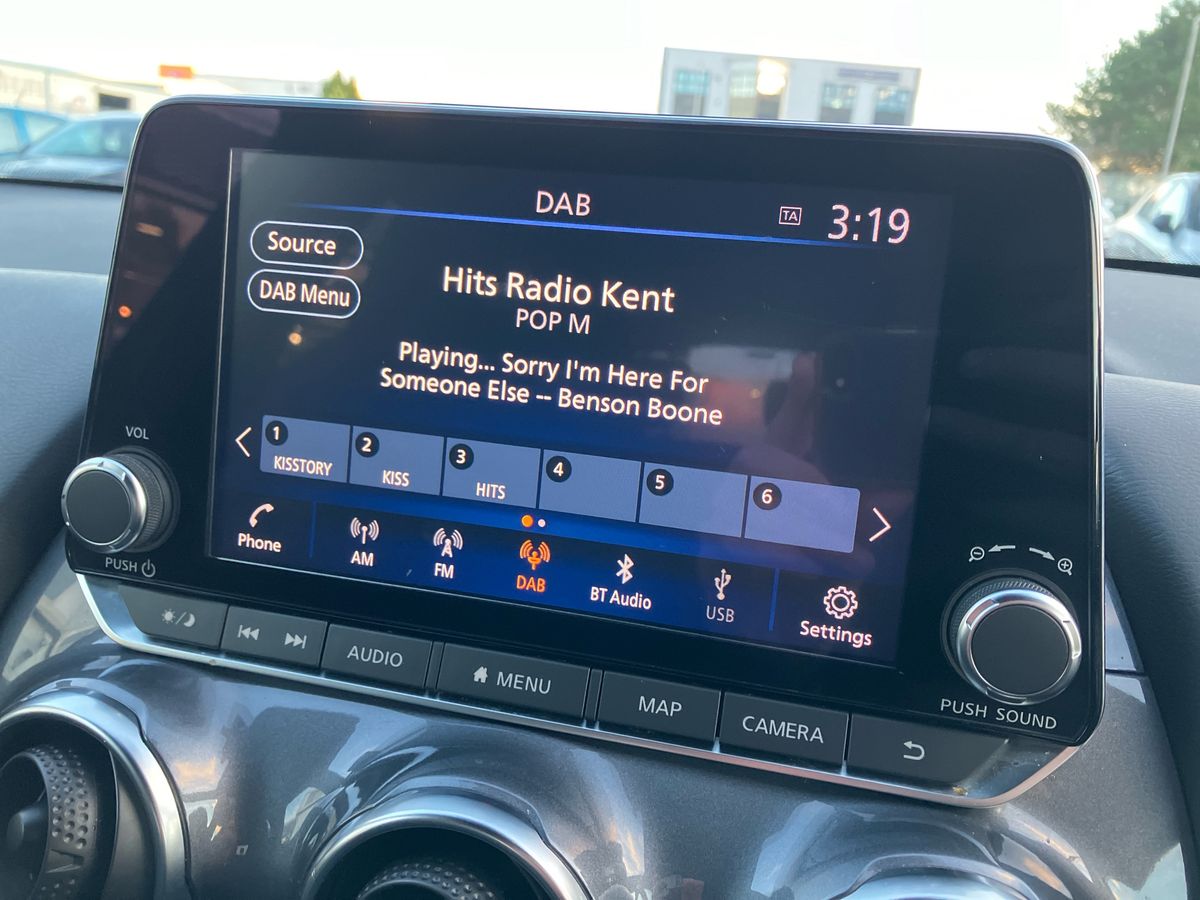 DAB
TA
3:19
Source
DAB Menu
Hits Radio Kent
POP M
Playing... Sorry I'm Here For
Someone Else -- Benson Boone
1
KISSTORY
2
KISS
3
HITS
4
5
6
Phone
AM
FM
DAB
BT Audio
USB
Settings
VOL
PUSH
AUDIO
MENU
MAP
CAMERA
PUSH SOUND